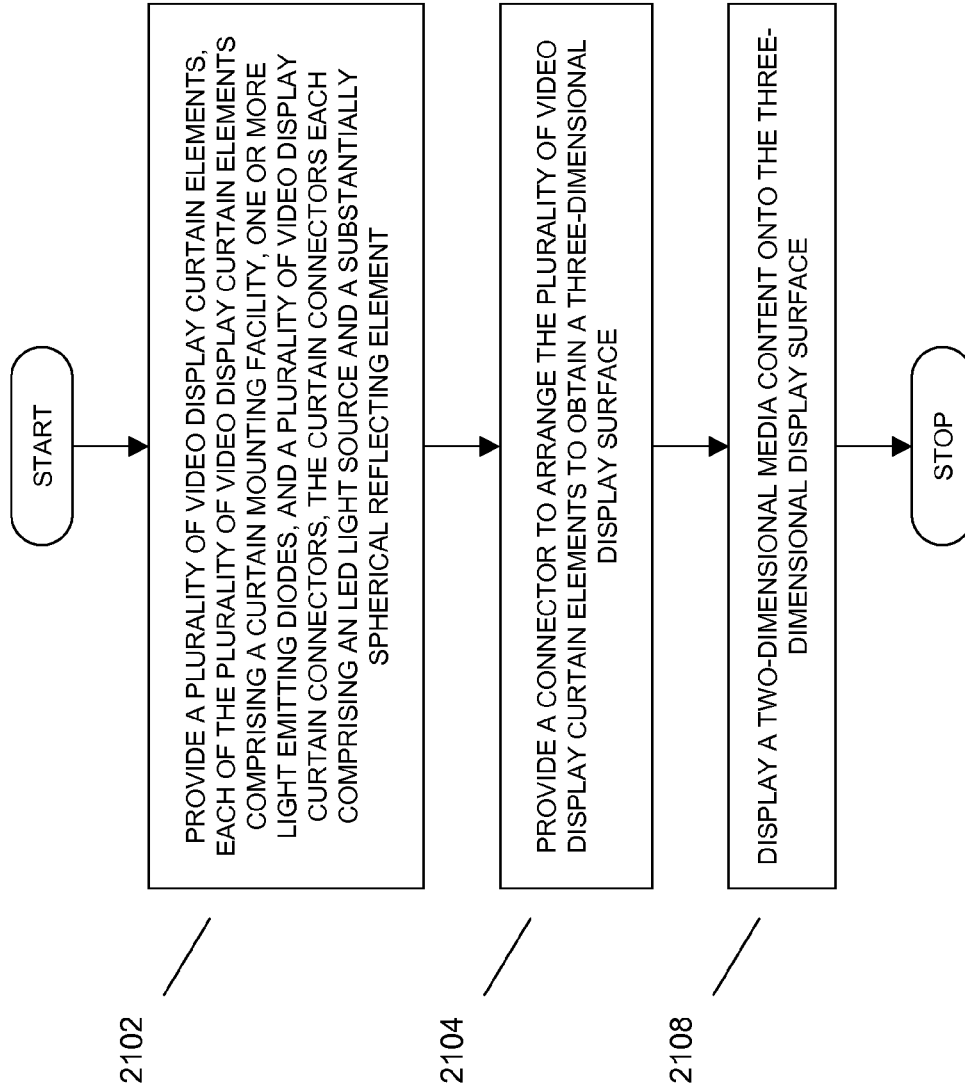 START
2102
PROVIDE A PLURALITY OF VIDEO DISPLAY CURTAIN ELEMENTS,
EACH OF THE PLURALITY OF VIDEO DISPLAY CURTAIN ELEMENTS
COMPRISING A CURTAIN MOUNTING FACILITY, ONE OR MORE
LIGHT EMITTING DIODES, AND A PLURALITY OF VIDEO DISPLAY
CURTAIN CONNECTORS, THE CURTAIN CONNECTORS EACH
COMPRISING AN LED LIGHT SOURCE AND A SUBSTANTIALLY
SPHERICAL REFLECTING ELEMENT
2104
PROVIDE A CONNECTOR TO ARRANGE THE PLURALITY OF VIDEO
DISPLAY CURTAIN ELEMENTS TO OBTAIN A THREE-DIMENSIONAL
DISPLAY SURFACE
2108
DISPLAY A TWO-DIMENSIONAL MEDIA CONTENT ONTO THE THREE-
DIMENSIONAL DISPLAY SURFACE
STOP